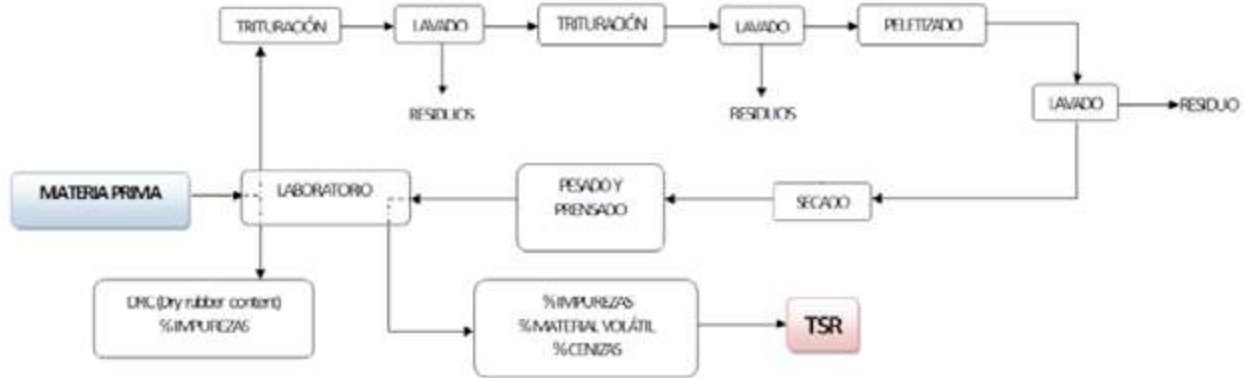 TRITURACIÓN
LAVADO
TRITURACIÓN
LAVADO
PELETIZADO
RESIDUOS
RESIDUOS
LAVADO
RESIDUO
MATERIA PRIMA
LABORATORIO
PESADO Y
PRENSADO
SECADO
DRC (Dry rubber content)
% IMPUREZAS
% IMPUREZAS
% MATERIAL VOLÁTIL
% CENIZAS
TSR